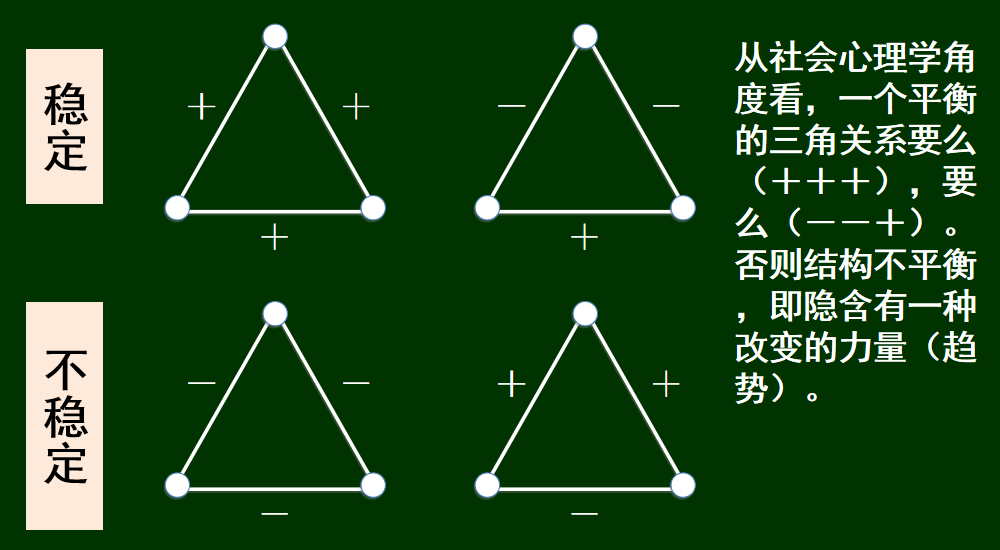 稳定
＋
＋
＋
－
－
＋
从社会心理学角
度看，一个平衡
的三角关系要么
（＋＋＋），要
么（－－＋）。
否则结构不平衡
，即隐含有一种
改变的力量（趋
势）。
不稳定
－
－
－
＋
＋
－